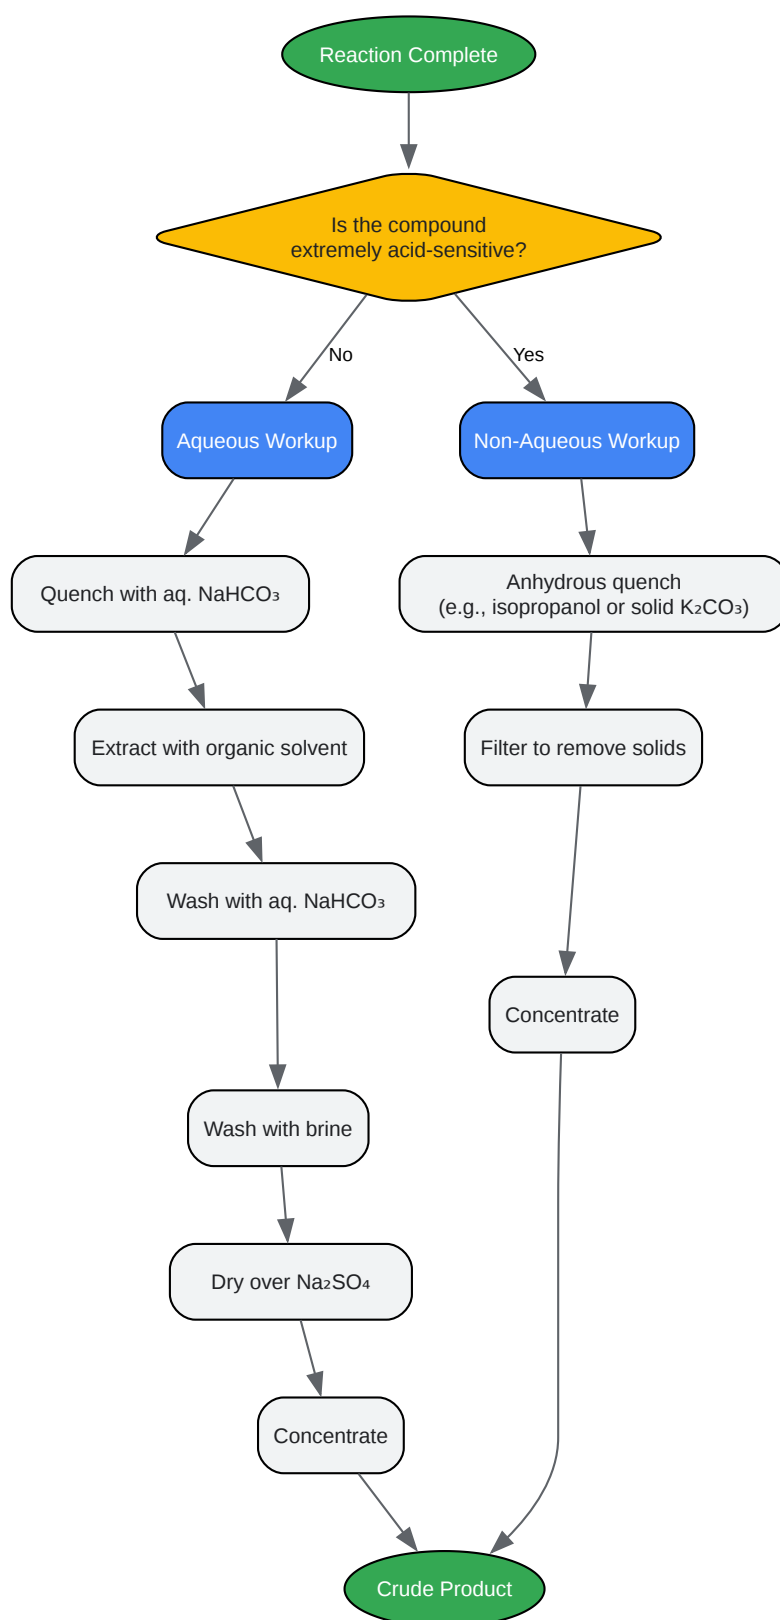 Reaction Complete
Is the compound
extremely acid-sensitive?
No
Yes
Aqueous Workup
Non-Aqueous Workup
Quench with aq. NaHCO₃
Anhydrous quench
(e.g., isopropanol or solid K₂CO₃)
Extract with organic solvent
Filter to remove solids
Wash with aq. NaHCO₃
Concentrate
Wash with brine
Dry over Na₂SO₄
Concentrate
Crude Product